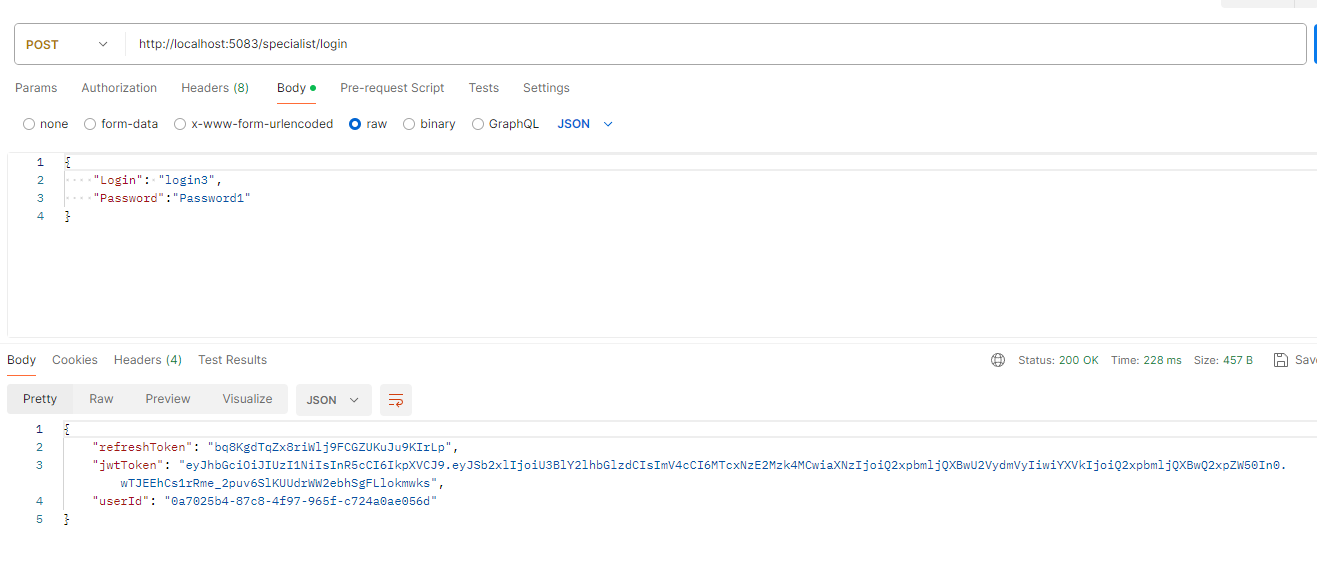 POST http://localhost:5083/specialist/login
Params Authorization Headers (8) Body Pre-request Script Tests Settings
none form-data x-www-form-urlencoded raw binary GraphQL JSON
1 {
2 "Login": "login3",
3 "Password":"Password1"
4 }
Body Cookies Headers (4) Test Results Status: 200 OK Time: 228 ms Size: 457 B Save
Pretty Raw Preview Visualize JSON
1 {
2 "refreshToken": "bq8KgdTqZx8riWlj9FCGZUKuJu9KIrLp",
3 "jwtToken": "eyJhbGciOiJIUzI1NiIsInR5cCI6IkpXVCJ9.eyJSb2xlIjoiU3BlY2lhbGlzdCIsImV4cCI6MTcxNzE2Mzk4MCwiaXNzIjoiQ2xpbmljQXBwU2VydmVyIiwiYXVkIjoiQ2xpbmljQXBwQ2xpZW50In0.
wTJEEhCs1rRme_2puv6SlKUUdrWW2ebhSgFLlokmwks",
4 "userId": "0a7025b4-87c8-4f97-965f-c724a0ae056d"
5 }